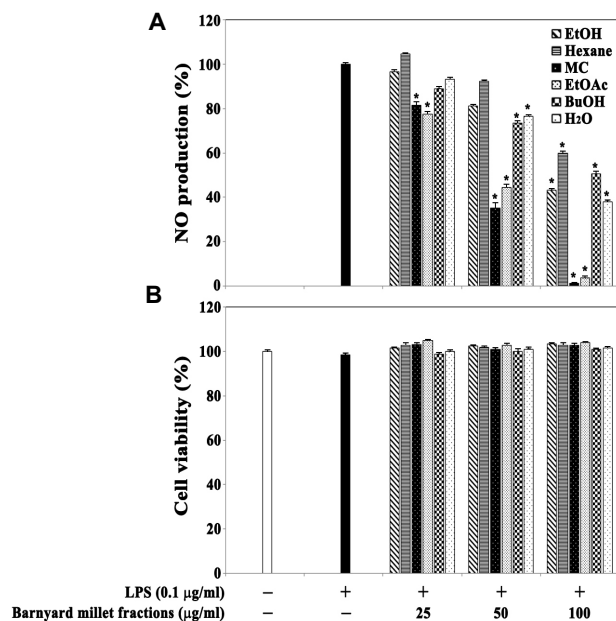 A
NO production (%)
120
100
80
60
40
20
0
EtOH
Hexane
MC
EtOAc
BuOH
H2O
* * * * * * * * * * * *
B
Cell viability (%)
120
100
80
60
40
20
0
LPS (0.1 µg/ml) − + + + +
Barnyard millet fractions (µg/ml) − − 25 50 100